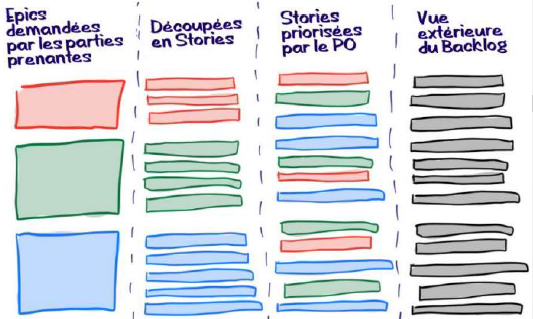 Epics
demandées
par les parties
prenantes
Découpées
en Stories
Stories
priorisées
par le PO
Vue
extérieure
du Backlog